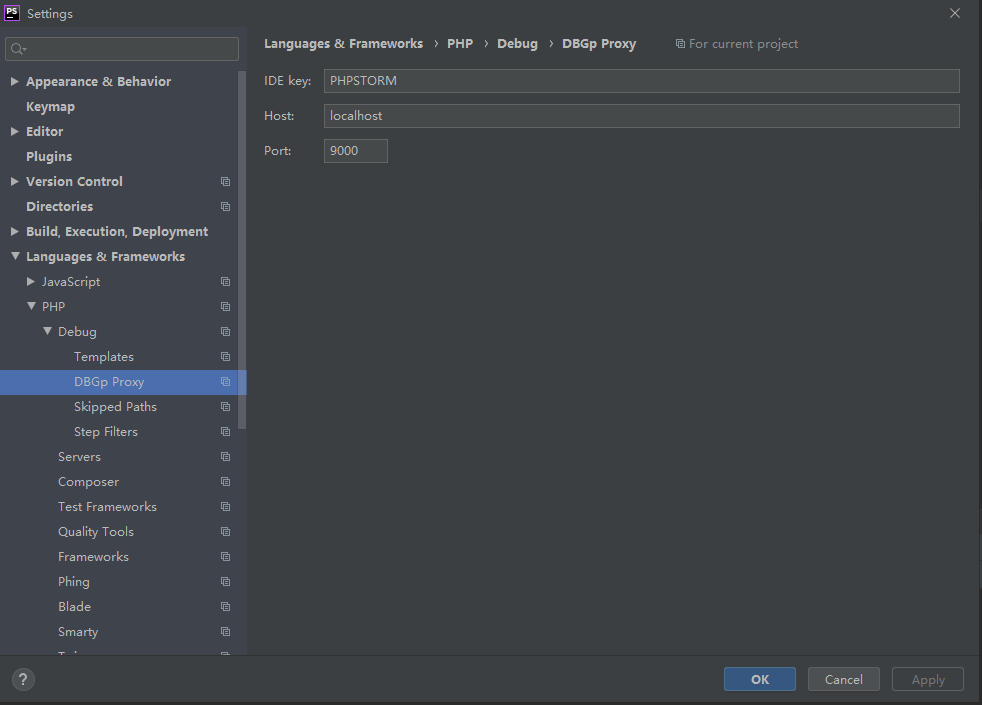 PS
Settings
Appearance & Behavior
Keymap
Editor
Plugins
Version Control
Directories
Build, Execution, Deployment
Languages & Frameworks
JavaScript
PHP
Debug
Templates
DBGp Proxy
Skipped Paths
Step Filters
Servers
Composer
Test Frameworks
Quality Tools
Frameworks
Phing
Blade
Smarty
Languages & Frameworks › PHP › Debug › DBGp Proxy For current project
IDE key: PHPSTORM
Host: localhost
Port: 9000
?
OK Cancel Apply